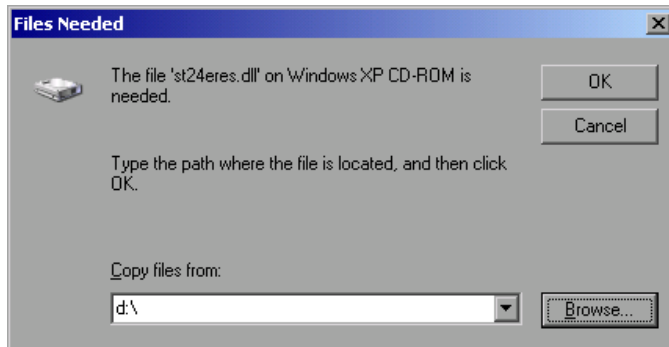 Files Needed
The file 'st24eres.dll' on Windows XP CD-ROM is
needed.
OK
Cancel
Type the path where the file is located, and then click
OK.
Copy files from:
d:\
Browse...